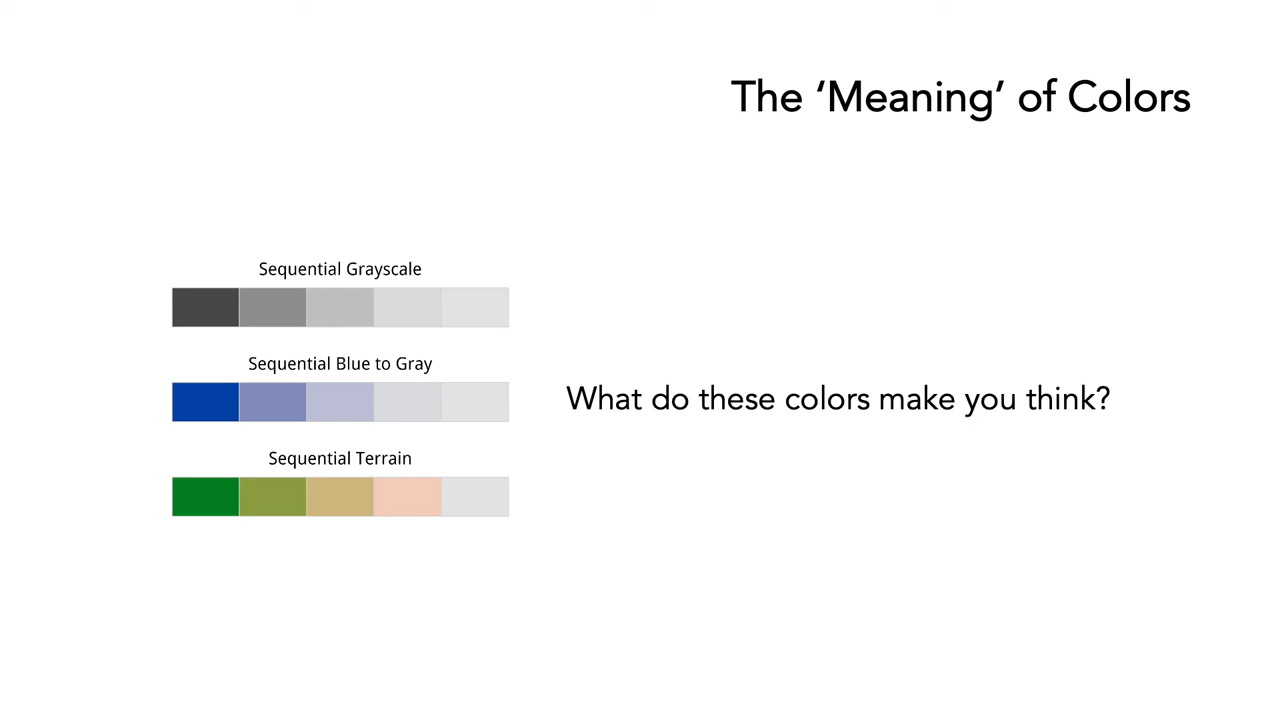 The ‘Meaning’ of Colors
Sequential Grayscale
Sequential Blue to Gray
What do these colors make you think?
Sequential Terrain